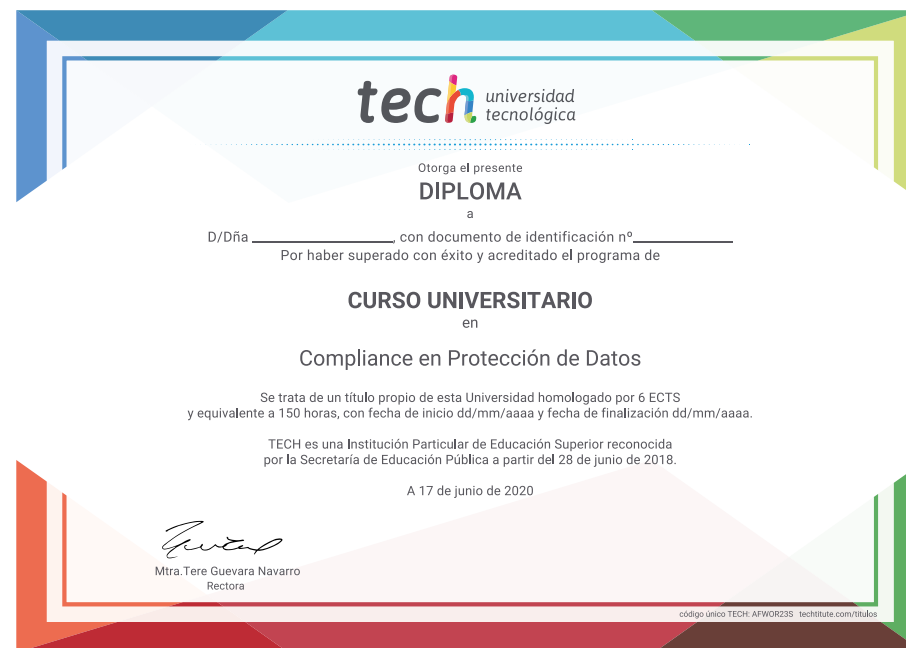 tech universidad
tecnológica
Otorga el presente
DIPLOMA
a
D/Dña ____________________, con documento de identificación nº______________
Por haber superado con éxito y acreditado el programa de
CURSO UNIVERSITARIO
en
Compliance en Protección de Datos
Se trata de un título propio de esta Universidad homologado por 6 ECTS
y equivalente a 150 horas, con fecha de inicio dd/mm/aaaa y fecha de finalización dd/mm/aaaa.
TECH es una Institución Particular de Educación Superior reconocida
por la Secretaría de Educación Pública a partir del 28 de junio de 2018.
A 17 de junio de 2020
Mtra.Tere Guevara Navarro
Rectora
código único TECH: AFWOR23S techtitute.com/titulos